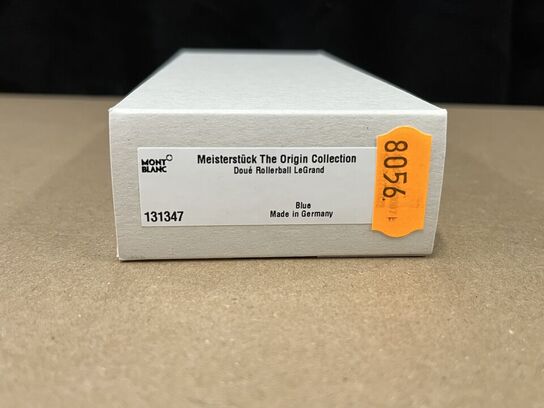 MONT
BLANC
Meisterstück The Origin Collection
Doué Rollerball LeGrand
131347
Blue
Made in Germany
8056